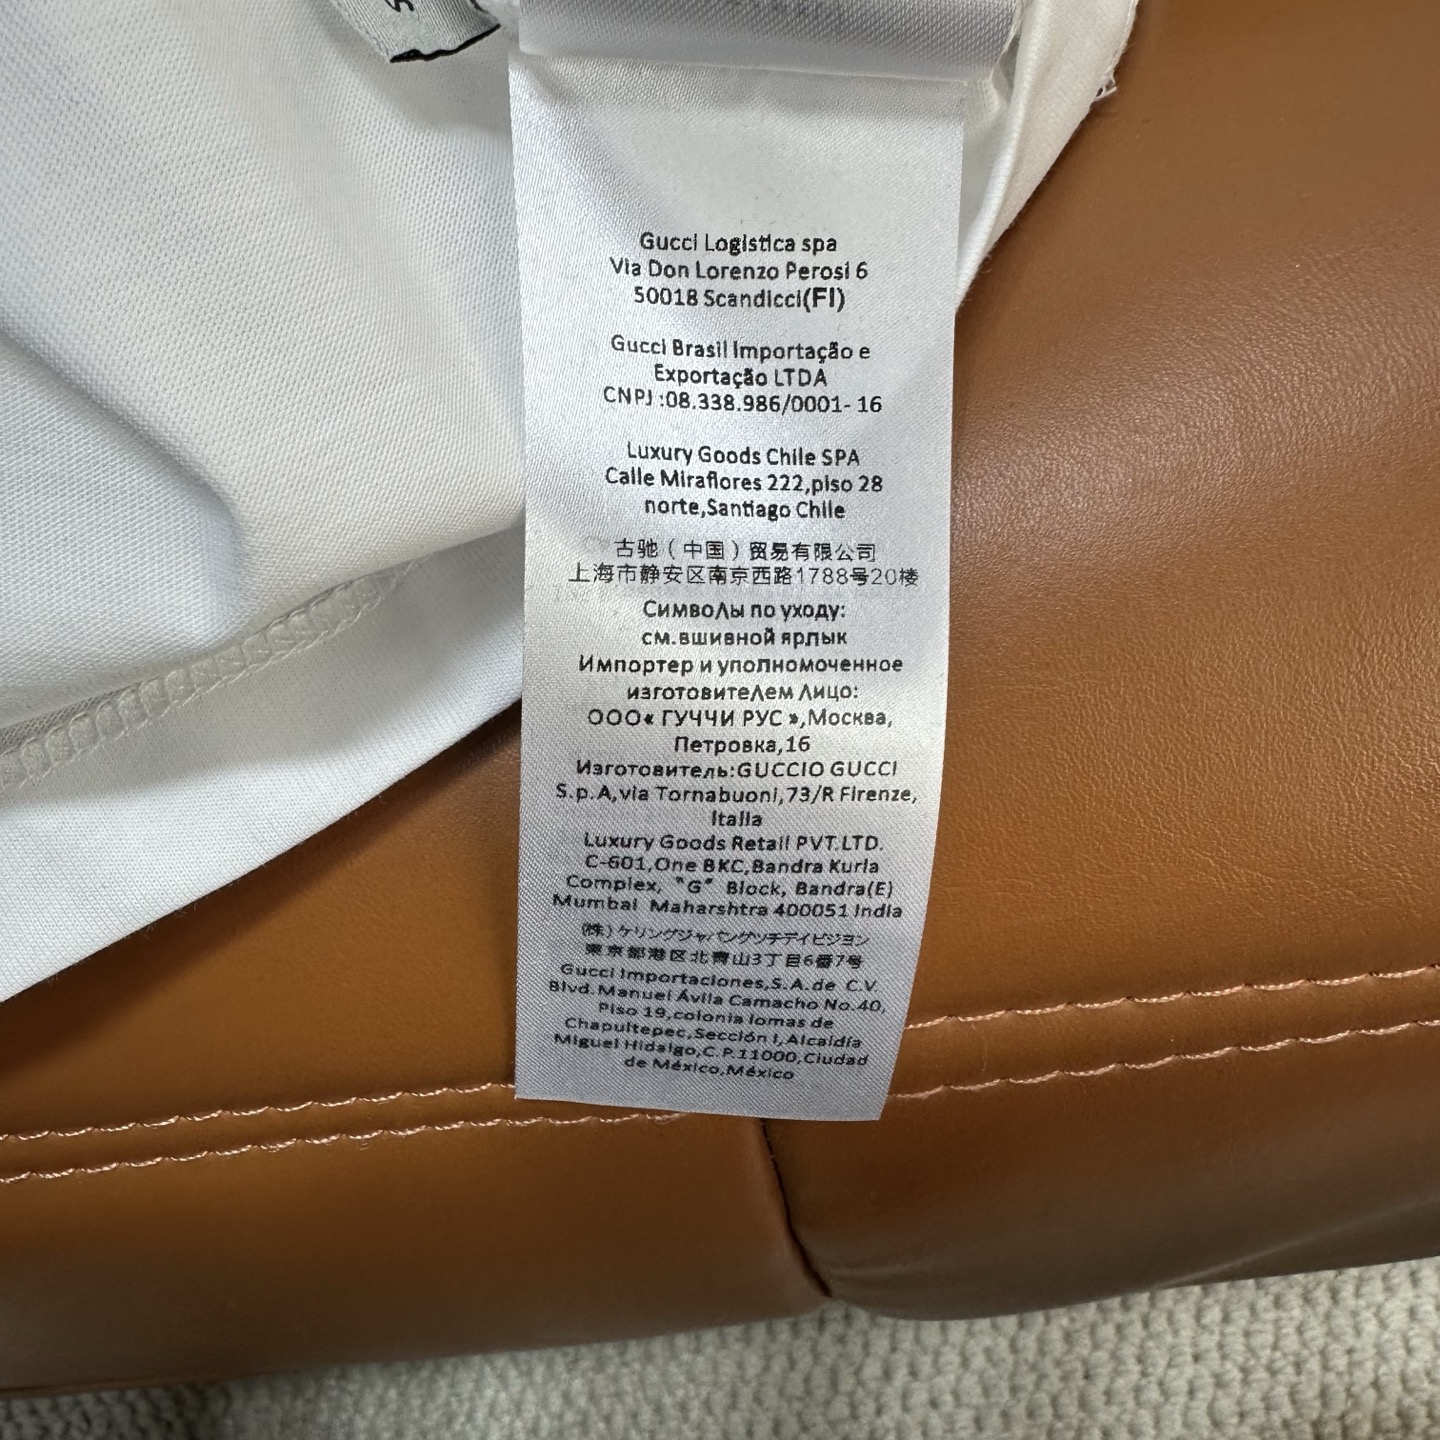 S
Gucci Logistica spa
Via Don Lorenzo Perosi 6
50018 Scandicci(FI)
Gucci Brasil Importação e
Exportação LTDA
CNPJ :08.338.986/0001- 16
Luxury Goods Chile SPA
Calle Miraflores 222,piso 28
norte,Santiago Chile
古驰（中国）贸易有限公司
上海市静安区南京西路1788号20楼
Символы по уходу:
см.вшивной ярлык
Импортер и уполномоченное
изготовителем лицо:
ООО« ГУЧЧИ РУС »,Москва,
Петровка,16
Изготовитель:GUCCIO GUCCI
S.p.A,via Tornabuoni,73/R Firenze,
Italia
Luxury Goods Retail PVT.LTD.
C-601,One BKC,Bandra Kurla
Complex, "G" Block, Bandra(E)
Mumbai Maharshtra 400051 India
(株)ケリングジャパングッチディビジョン
東京都港区北青山3丁目6番7号
Gucci Importaciones,S.A.de C.V.
Blvd.Manuel Ávila Camacho No.40,
Piso 19,colonia lomas de
Chapultepec,Sección I,Alcaldía
Miguel Hidalgo,C.P.11000,Ciudad
de México,México